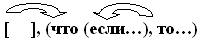 [   ], (что (если…), то…)